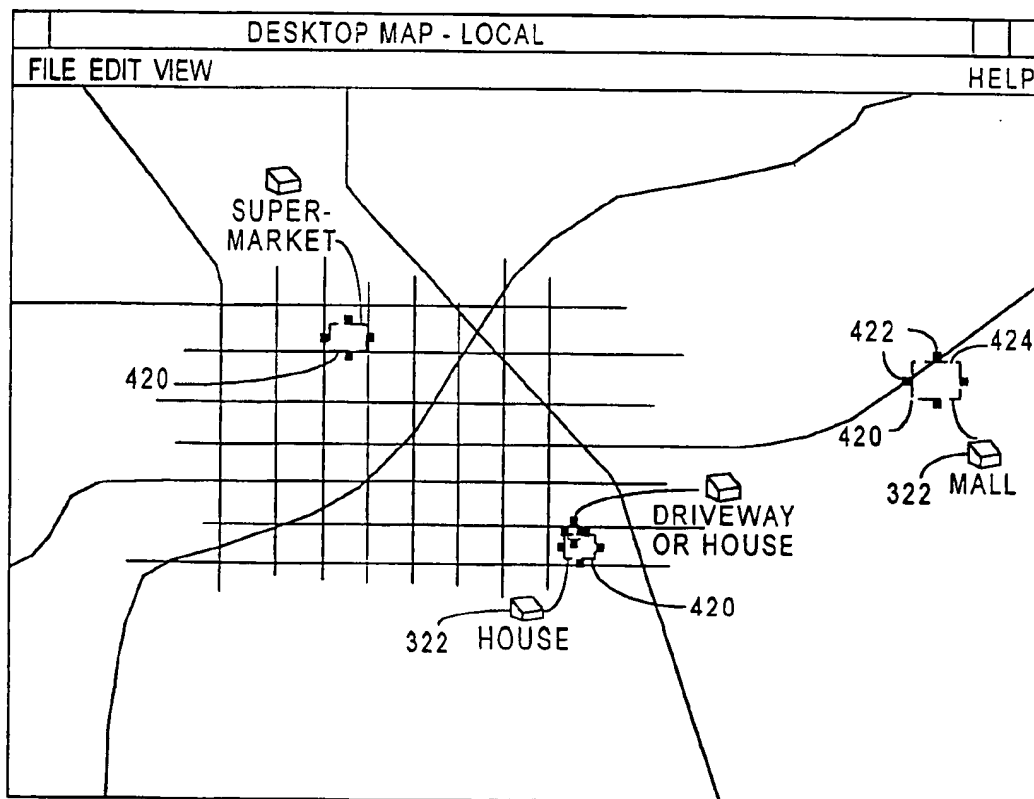 DESKTOP MAP - LOCAL
FILE EDIT VIEW
HELP
SUPER-
MARKET
422
424
420
420
322
MALL
DRIVEWAY
OR HOUSE
420
322
HOUSE